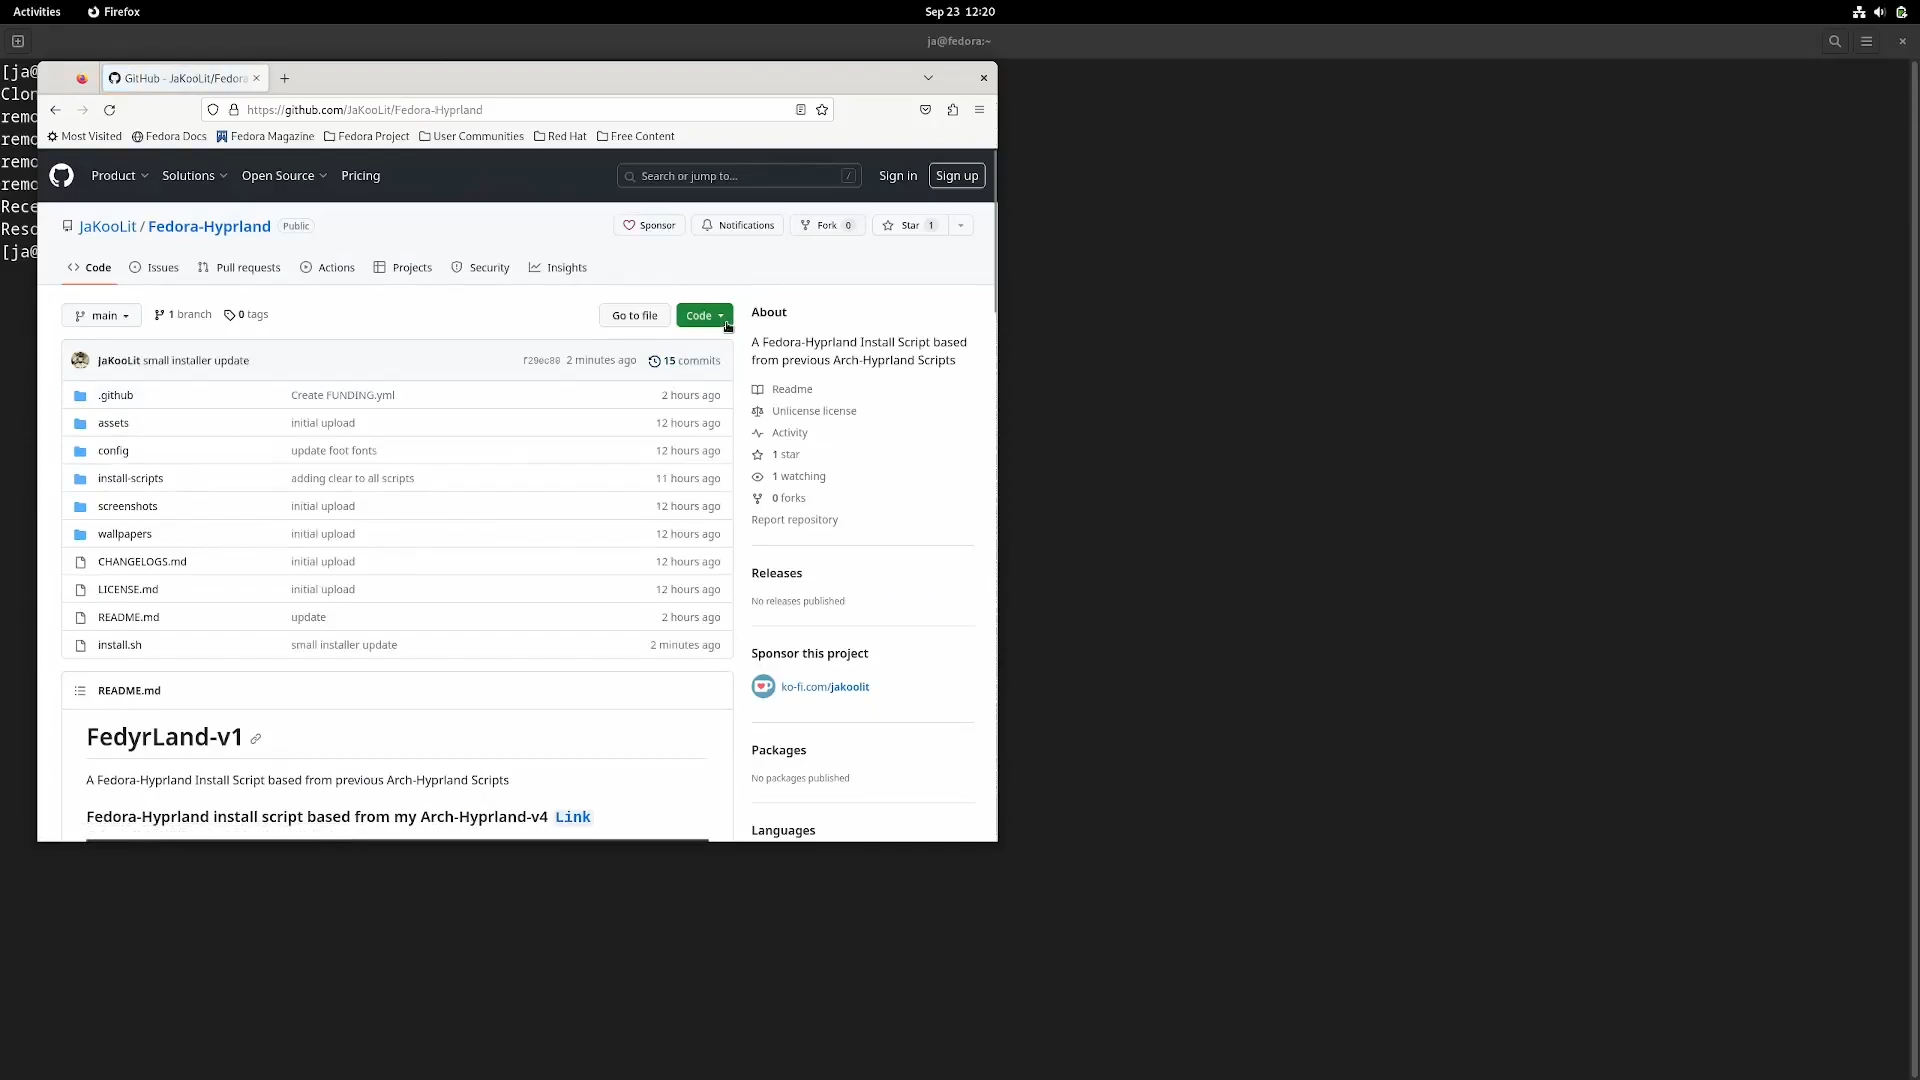 Activities Firefox Sep 23 12:20
ja@fedora:~
[ja@
Clon
remo
remo
remo
remo
Rece
Reso
[ja@
GitHub - JaKooLit/Fedora
https://github.com/JaKooLit/Fedora-Hyprland
Most Visited Fedora Docs Fedora Magazine Fedora Project User Communities Red Hat Free Content
Product Solutions Open Source Pricing Search or jump to... / Sign in Sign up
JaKooLit / Fedora-Hyprland Public Sponsor Notifications Fork 0 Star 1
Code Issues Pull requests Actions Projects Security Insights
main 1 branch 0 tags Go to file Code
JaKooLit small installer update f29ec80 2 minutes ago 15 commits
.github Create FUNDING.yml 2 hours ago
assets initial upload 12 hours ago
config update foot fonts 12 hours ago
install-scripts adding clear to all scripts 11 hours ago
screenshots initial upload 12 hours ago
wallpapers initial upload 12 hours ago
CHANGELOGS.md initial upload 12 hours ago
LICENSE.md initial upload 12 hours ago
README.md update 2 hours ago
install.sh small installer update 2 minutes ago
README.md
FedyrLand-v1
A Fedora-Hyprland Install Script based from previous Arch-Hyprland Scripts
Fedora-Hyprland install script based from my Arch-Hyprland-v4 Link
About
A Fedora-Hyprland Install Script based
from previous Arch-Hyprland Scripts
Readme
Unlicense license
Activity
1 star
1 watching
0 forks
Report repository
Releases
No releases published
Sponsor this project
ko-fi.com/jakoolit
Packages
No packages published
Languages